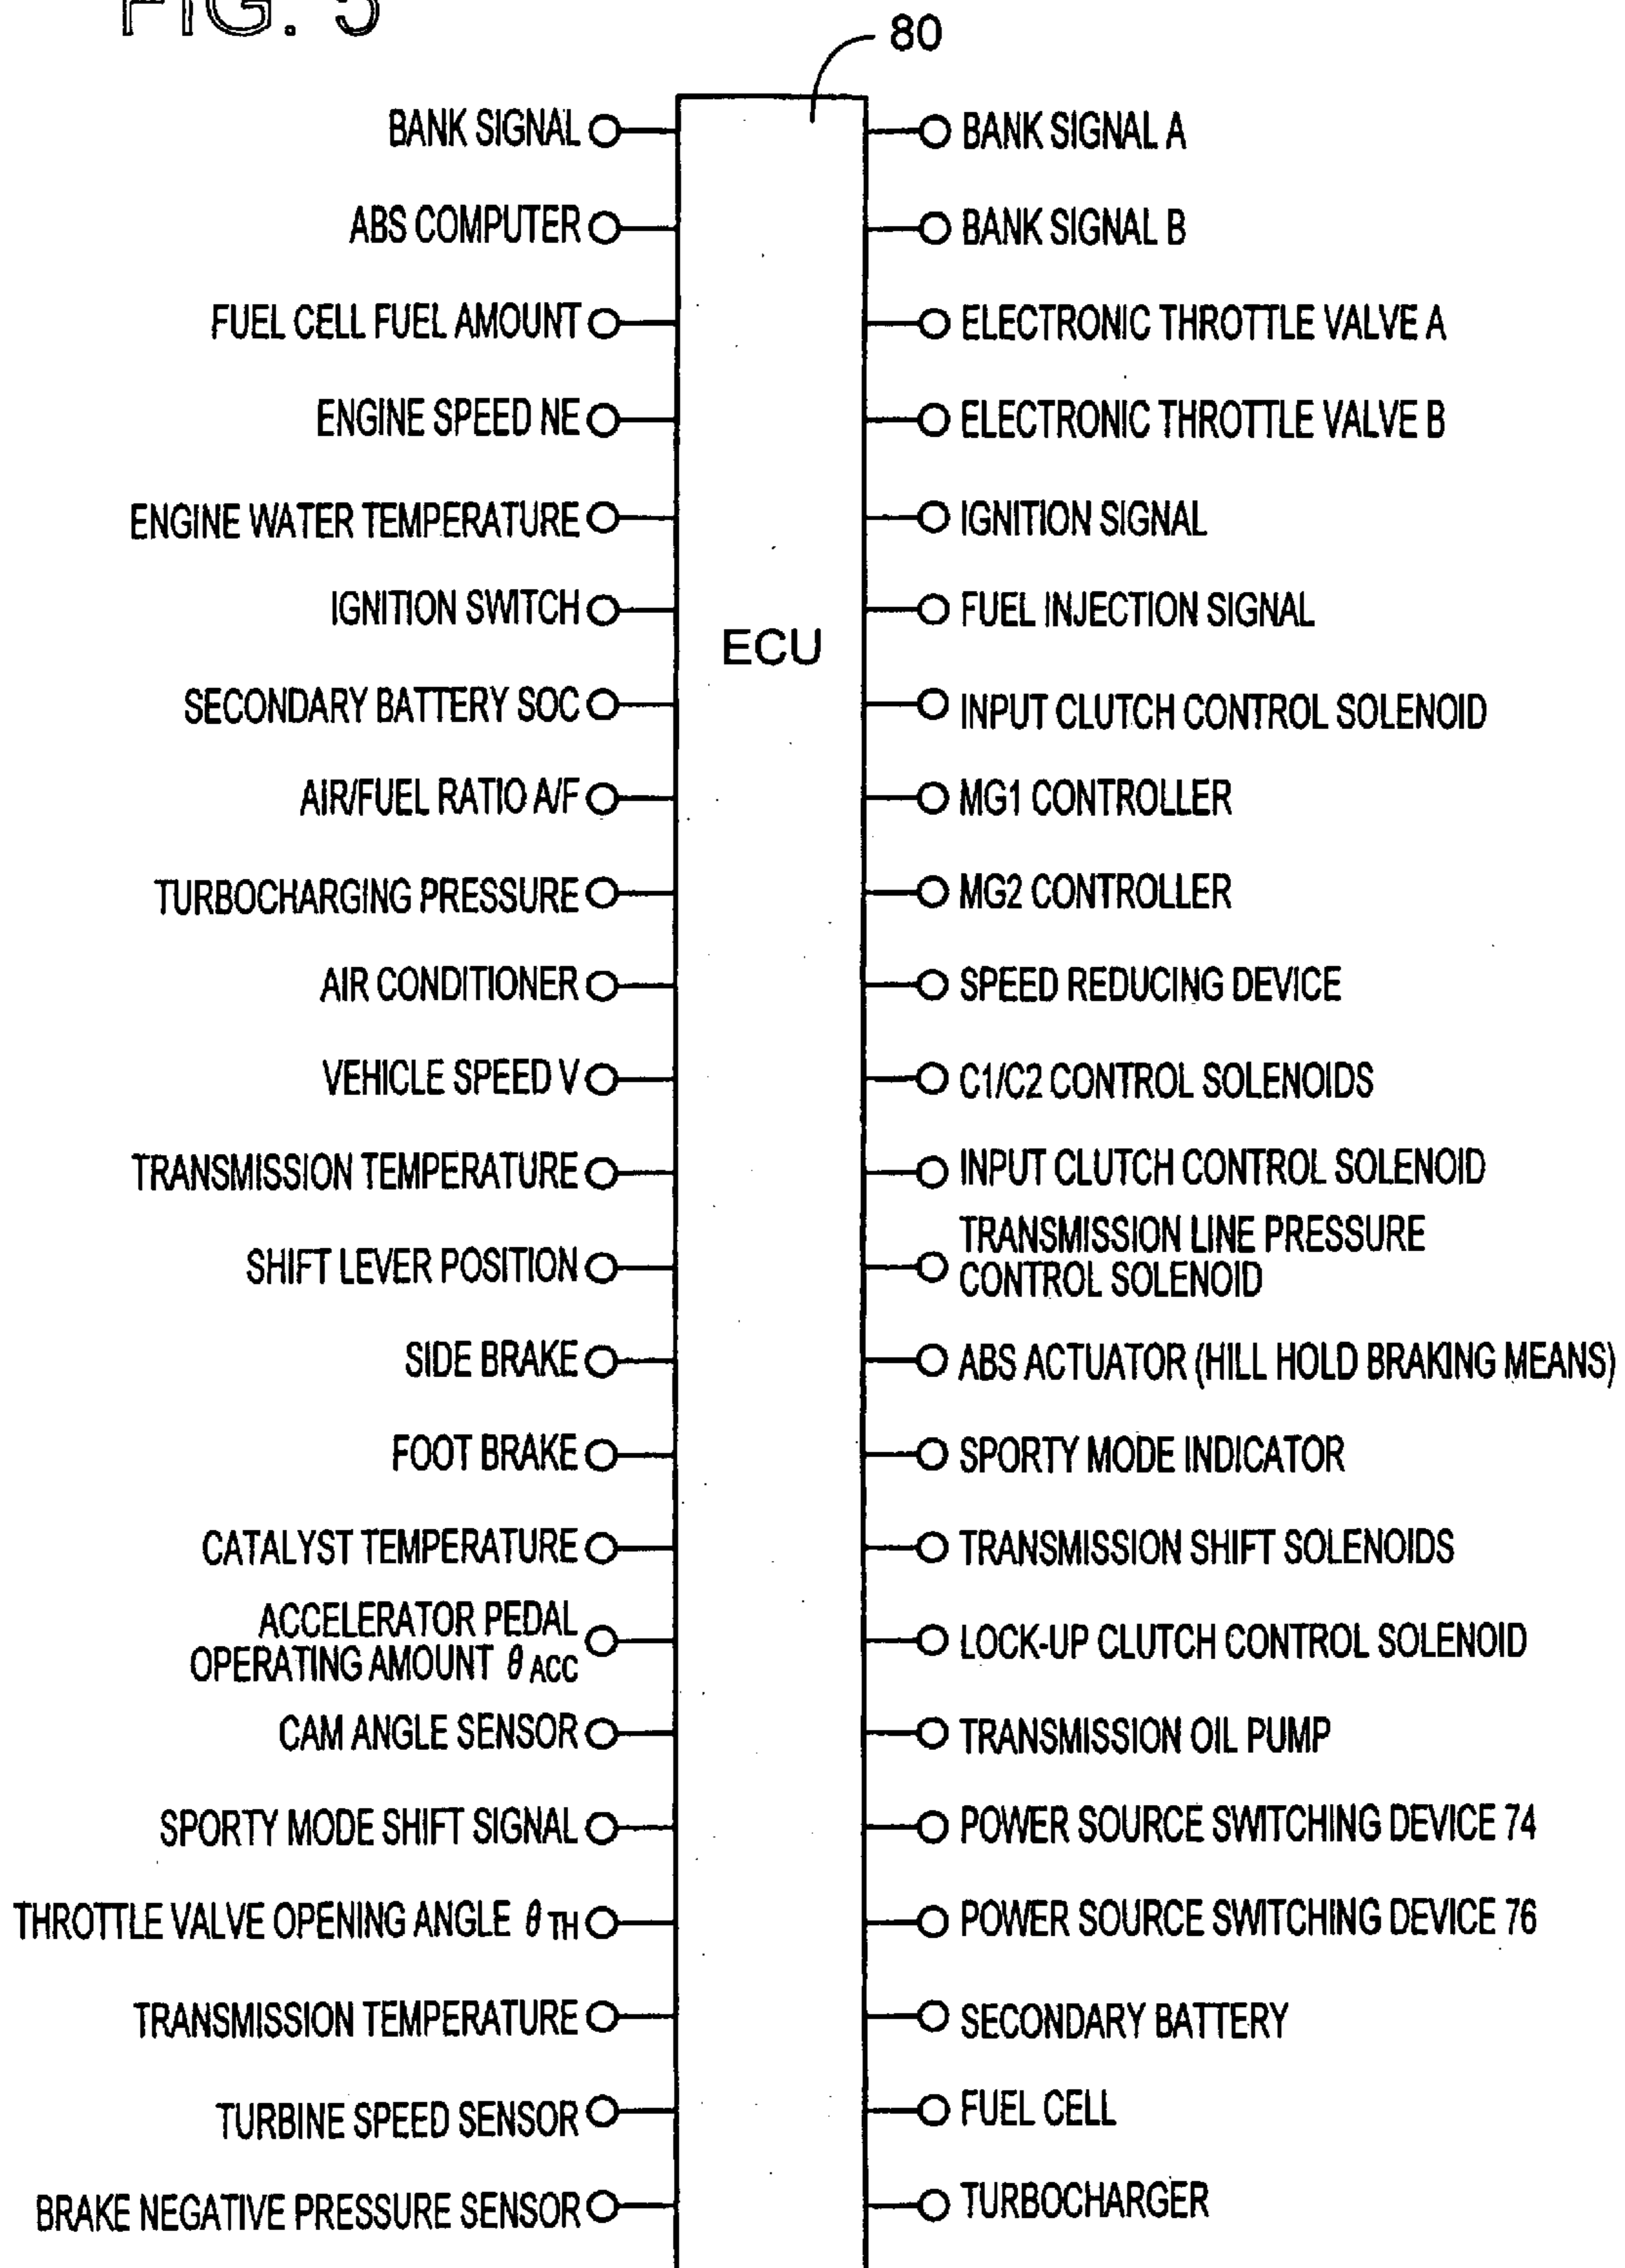 FIG. 5
80
BANK SIGNAL
ABS COMPUTER
FUEL CELL FUEL AMOUNT
ENGINE SPEED NE
ENGINE WATER TEMPERATURE
IGNITION SWITCH
SECONDARY BATTERY SOC
AIR/FUEL RATIO A/F
TURBOCHARGING PRESSURE
AIR CONDITIONER
VEHICLE SPEED V
TRANSMISSION TEMPERATURE
SHIFT LEVER POSITION
SIDE BRAKE
FOOT BRAKE
CATALYST TEMPERATURE
ACCELERATOR PEDAL
OPERATING AMOUNT θ ACC
CAM ANGLE SENSOR
SPORTY MODE SHIFT SIGNAL
THROTTLE VALVE OPENING ANGLE θ TH
TRANSMISSION TEMPERATURE
TURBINE SPEED SENSOR
BRAKE NEGATIVE PRESSURE SENSOR
ECU
BANK SIGNAL A
BANK SIGNAL B
ELECTRONIC THROTTLE VALVE A
ELECTRONIC THROTTLE VALVE B
IGNITION SIGNAL
FUEL INJECTION SIGNAL
INPUT CLUTCH CONTROL SOLENOID
MG1 CONTROLLER
MG2 CONTROLLER
SPEED REDUCING DEVICE
C1/C2 CONTROL SOLENOIDS
INPUT CLUTCH CONTROL SOLENOID
TRANSMISSION LINE PRESSURE
CONTROL SOLENOID
ABS ACTUATOR (HILL HOLD BRAKING MEANS)
SPORTY MODE INDICATOR
TRANSMISSION SHIFT SOLENOIDS
LOCK-UP CLUTCH CONTROL SOLENOID
TRANSMISSION OIL PUMP
POWER SOURCE SWITCHING DEVICE 74
POWER SOURCE SWITCHING DEVICE 76
SECONDARY BATTERY
FUEL CELL
TURBOCHARGER